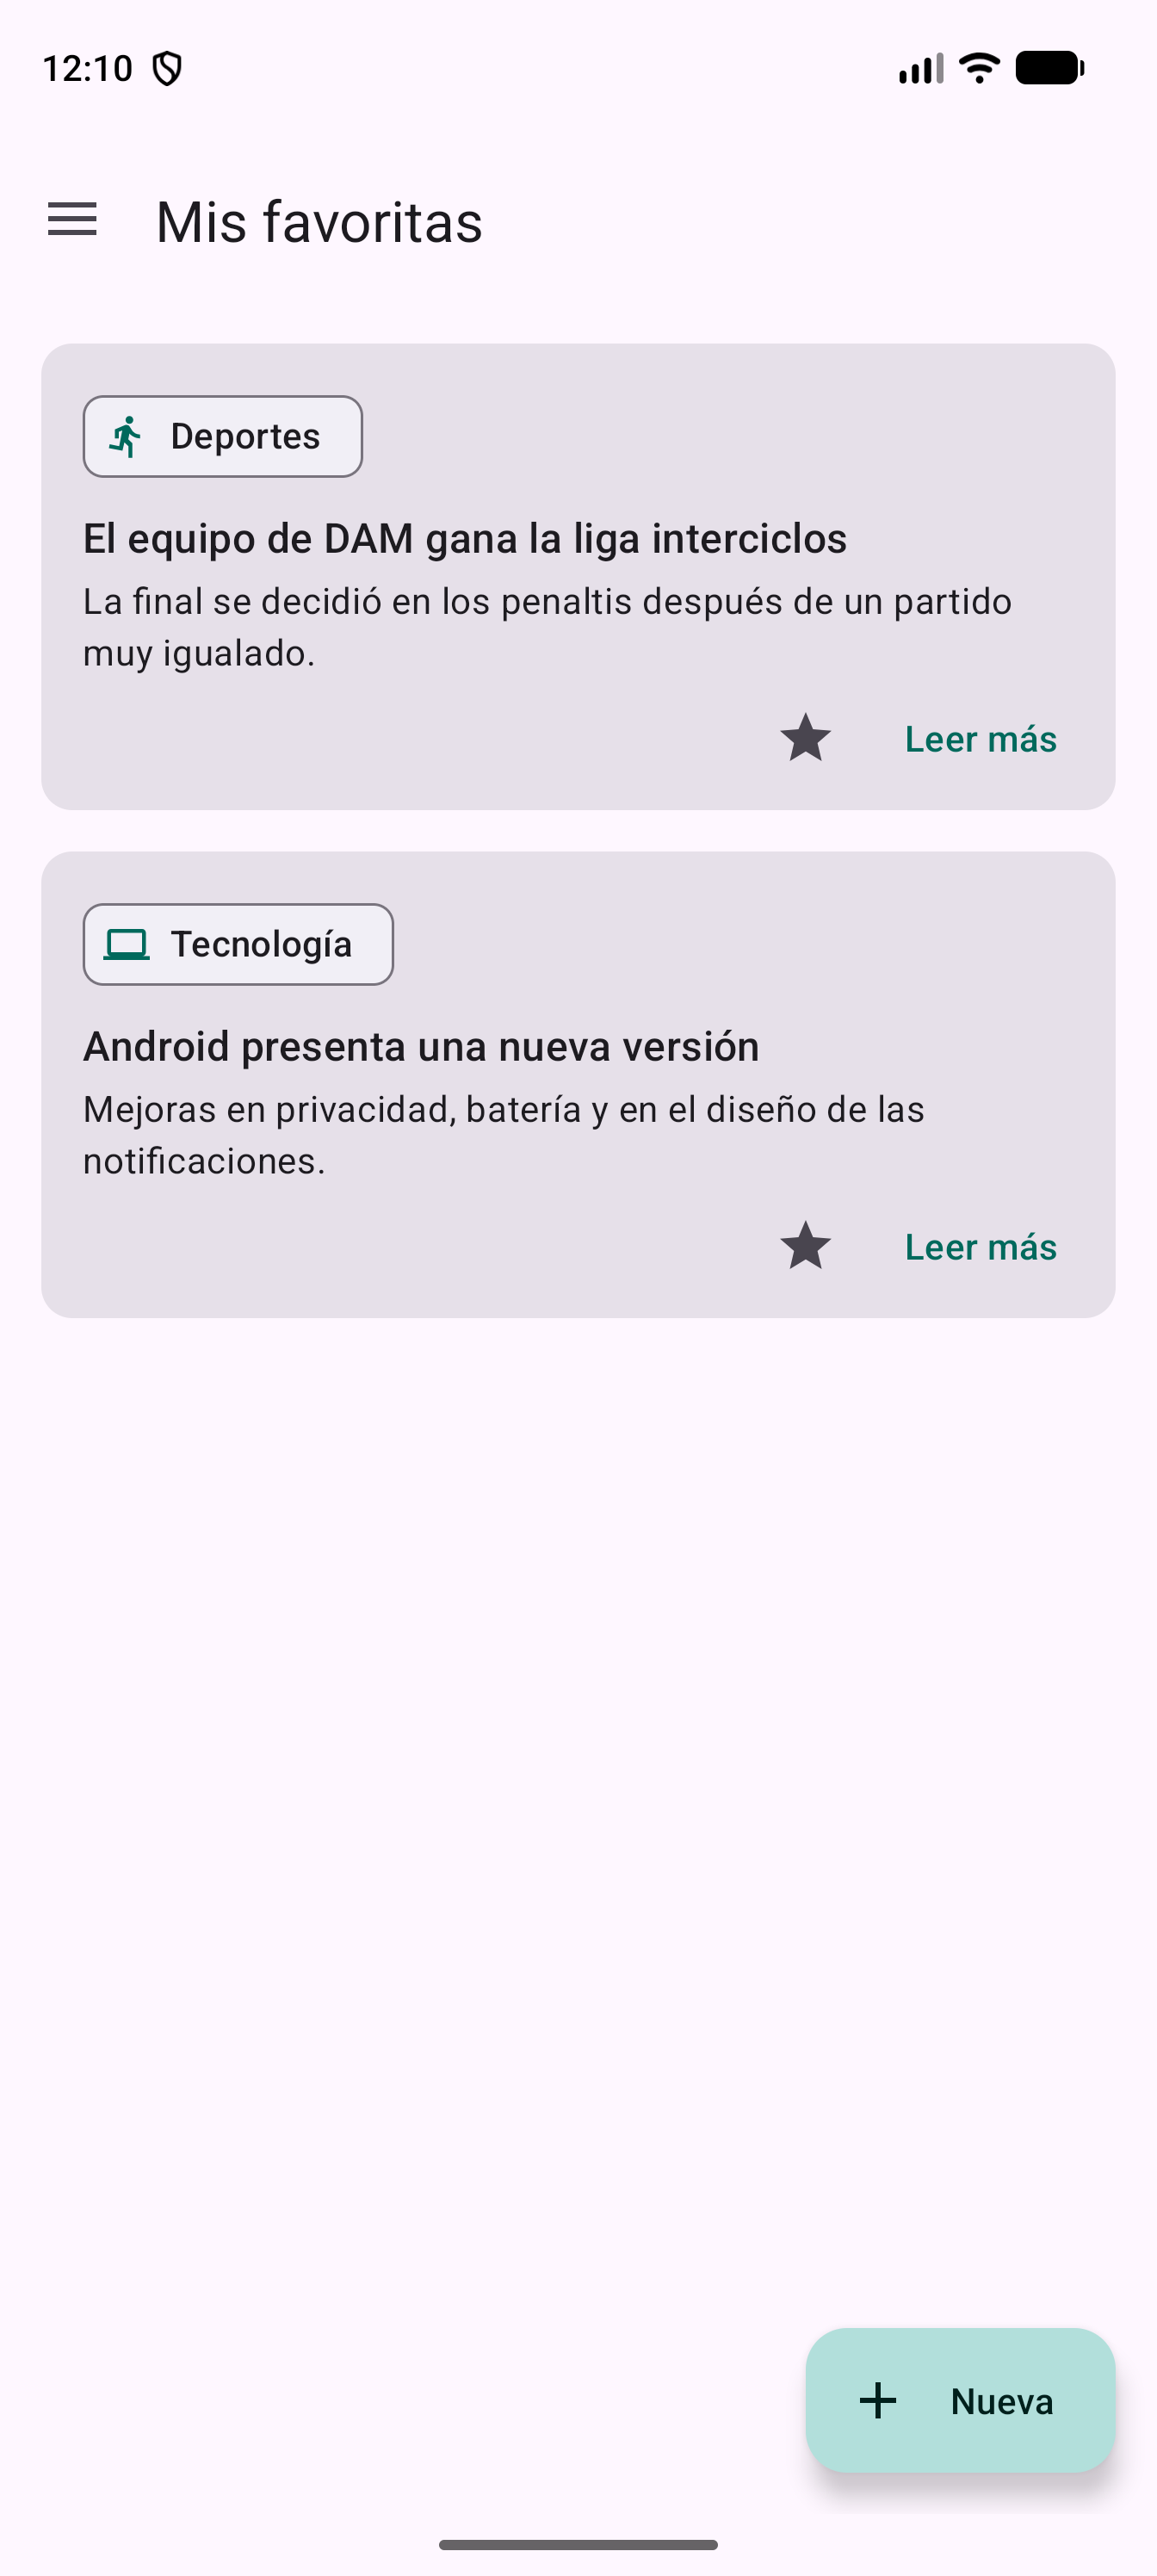 12:10
Mis favoritas
Deportes
El equipo de DAM gana la liga interciclos
La final se decidió en los penaltis después de un partido
muy igualado.
Leer más
Tecnología
Android presenta una nueva versión
Mejoras en privacidad, batería y en el diseño de las
notificaciones.
Leer más
Nueva